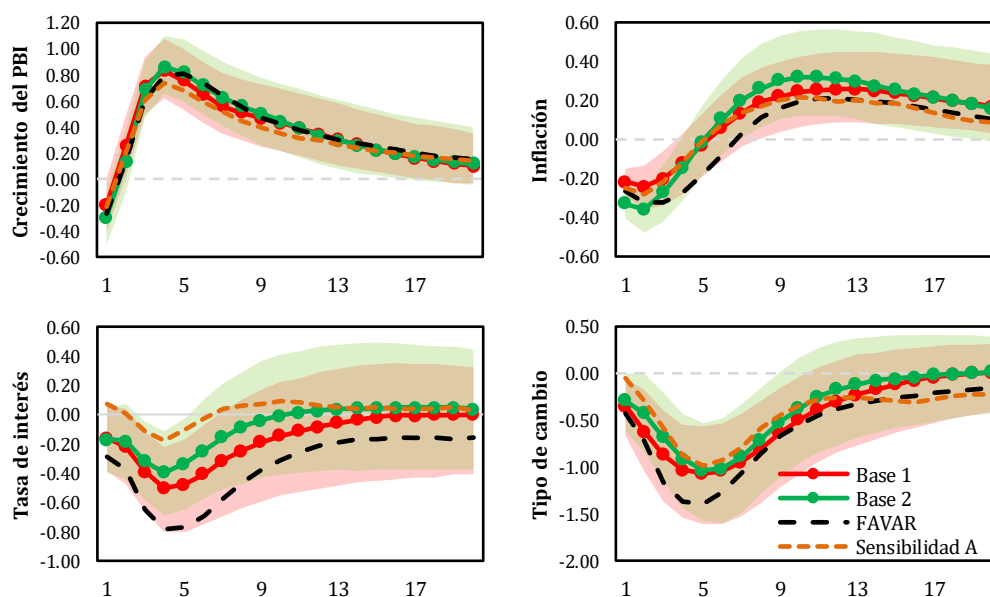 Crecimiento del PBI
1.20
1.00
0.80
0.60
0.40
0.20
0.00
-0.20
-0.40
-0.60
1 5 9 13 17
Inflación
0.60
0.40
0.20
0.00
-0.20
-0.40
-0.60
1 5 9 13 17
Tasa de interés
0.60
0.40
0.20
0.00
-0.20
-0.40
-0.60
-0.80
-1.00
1 5 9 13 17
Tipo de cambio
0.50
0.00
-0.50
-1.00
-1.50
-2.00
1 5 9 13 17
Base 1
Base 2
FAVAR
Sensibilidad A